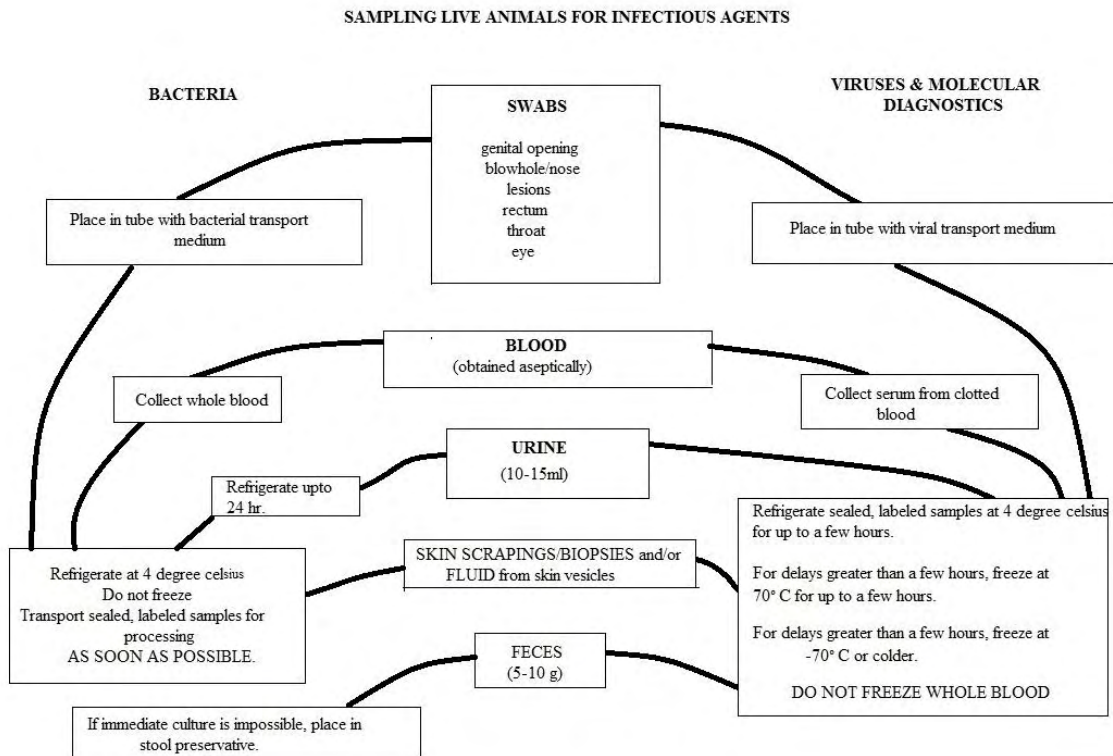 SAMPLING LIVE ANIMALS FOR INFECTIOUS AGENTS
BACTERIA
VIRUSES & MOLECULAR
DIAGNOSTICS
SWABS
genital opening
blowhole/nose
lesions
rectum
throat
eye
Place in tube with bacterial transport
medium
Place in tube with viral transport medium
BLOOD
(obtained aseptically)
Collect whole blood
Collect serum from clotted
blood
URINE
(10-15ml)
Refrigerate upto
24 hr.
SKIN SCRAPINGS/BIOPSIES and/or
FLUID from skin vesicles
Refrigerate at 4 degree celsius
Do not freeze
Transport sealed, labeled samples for
processing
AS SOON AS POSSIBLE.
Refrigerate sealed, labeled samples at 4 degree celsius
for up to a few hours.
For delays greater than a few hours, freeze at
70° C for up to a few hours.
For delays greater than a few hours, freeze at
-70° C or colder.
DO NOT FREEZE WHOLE BLOOD
FECES
(5-10 g)
If immediate culture is impossible, place in
stool preservative.